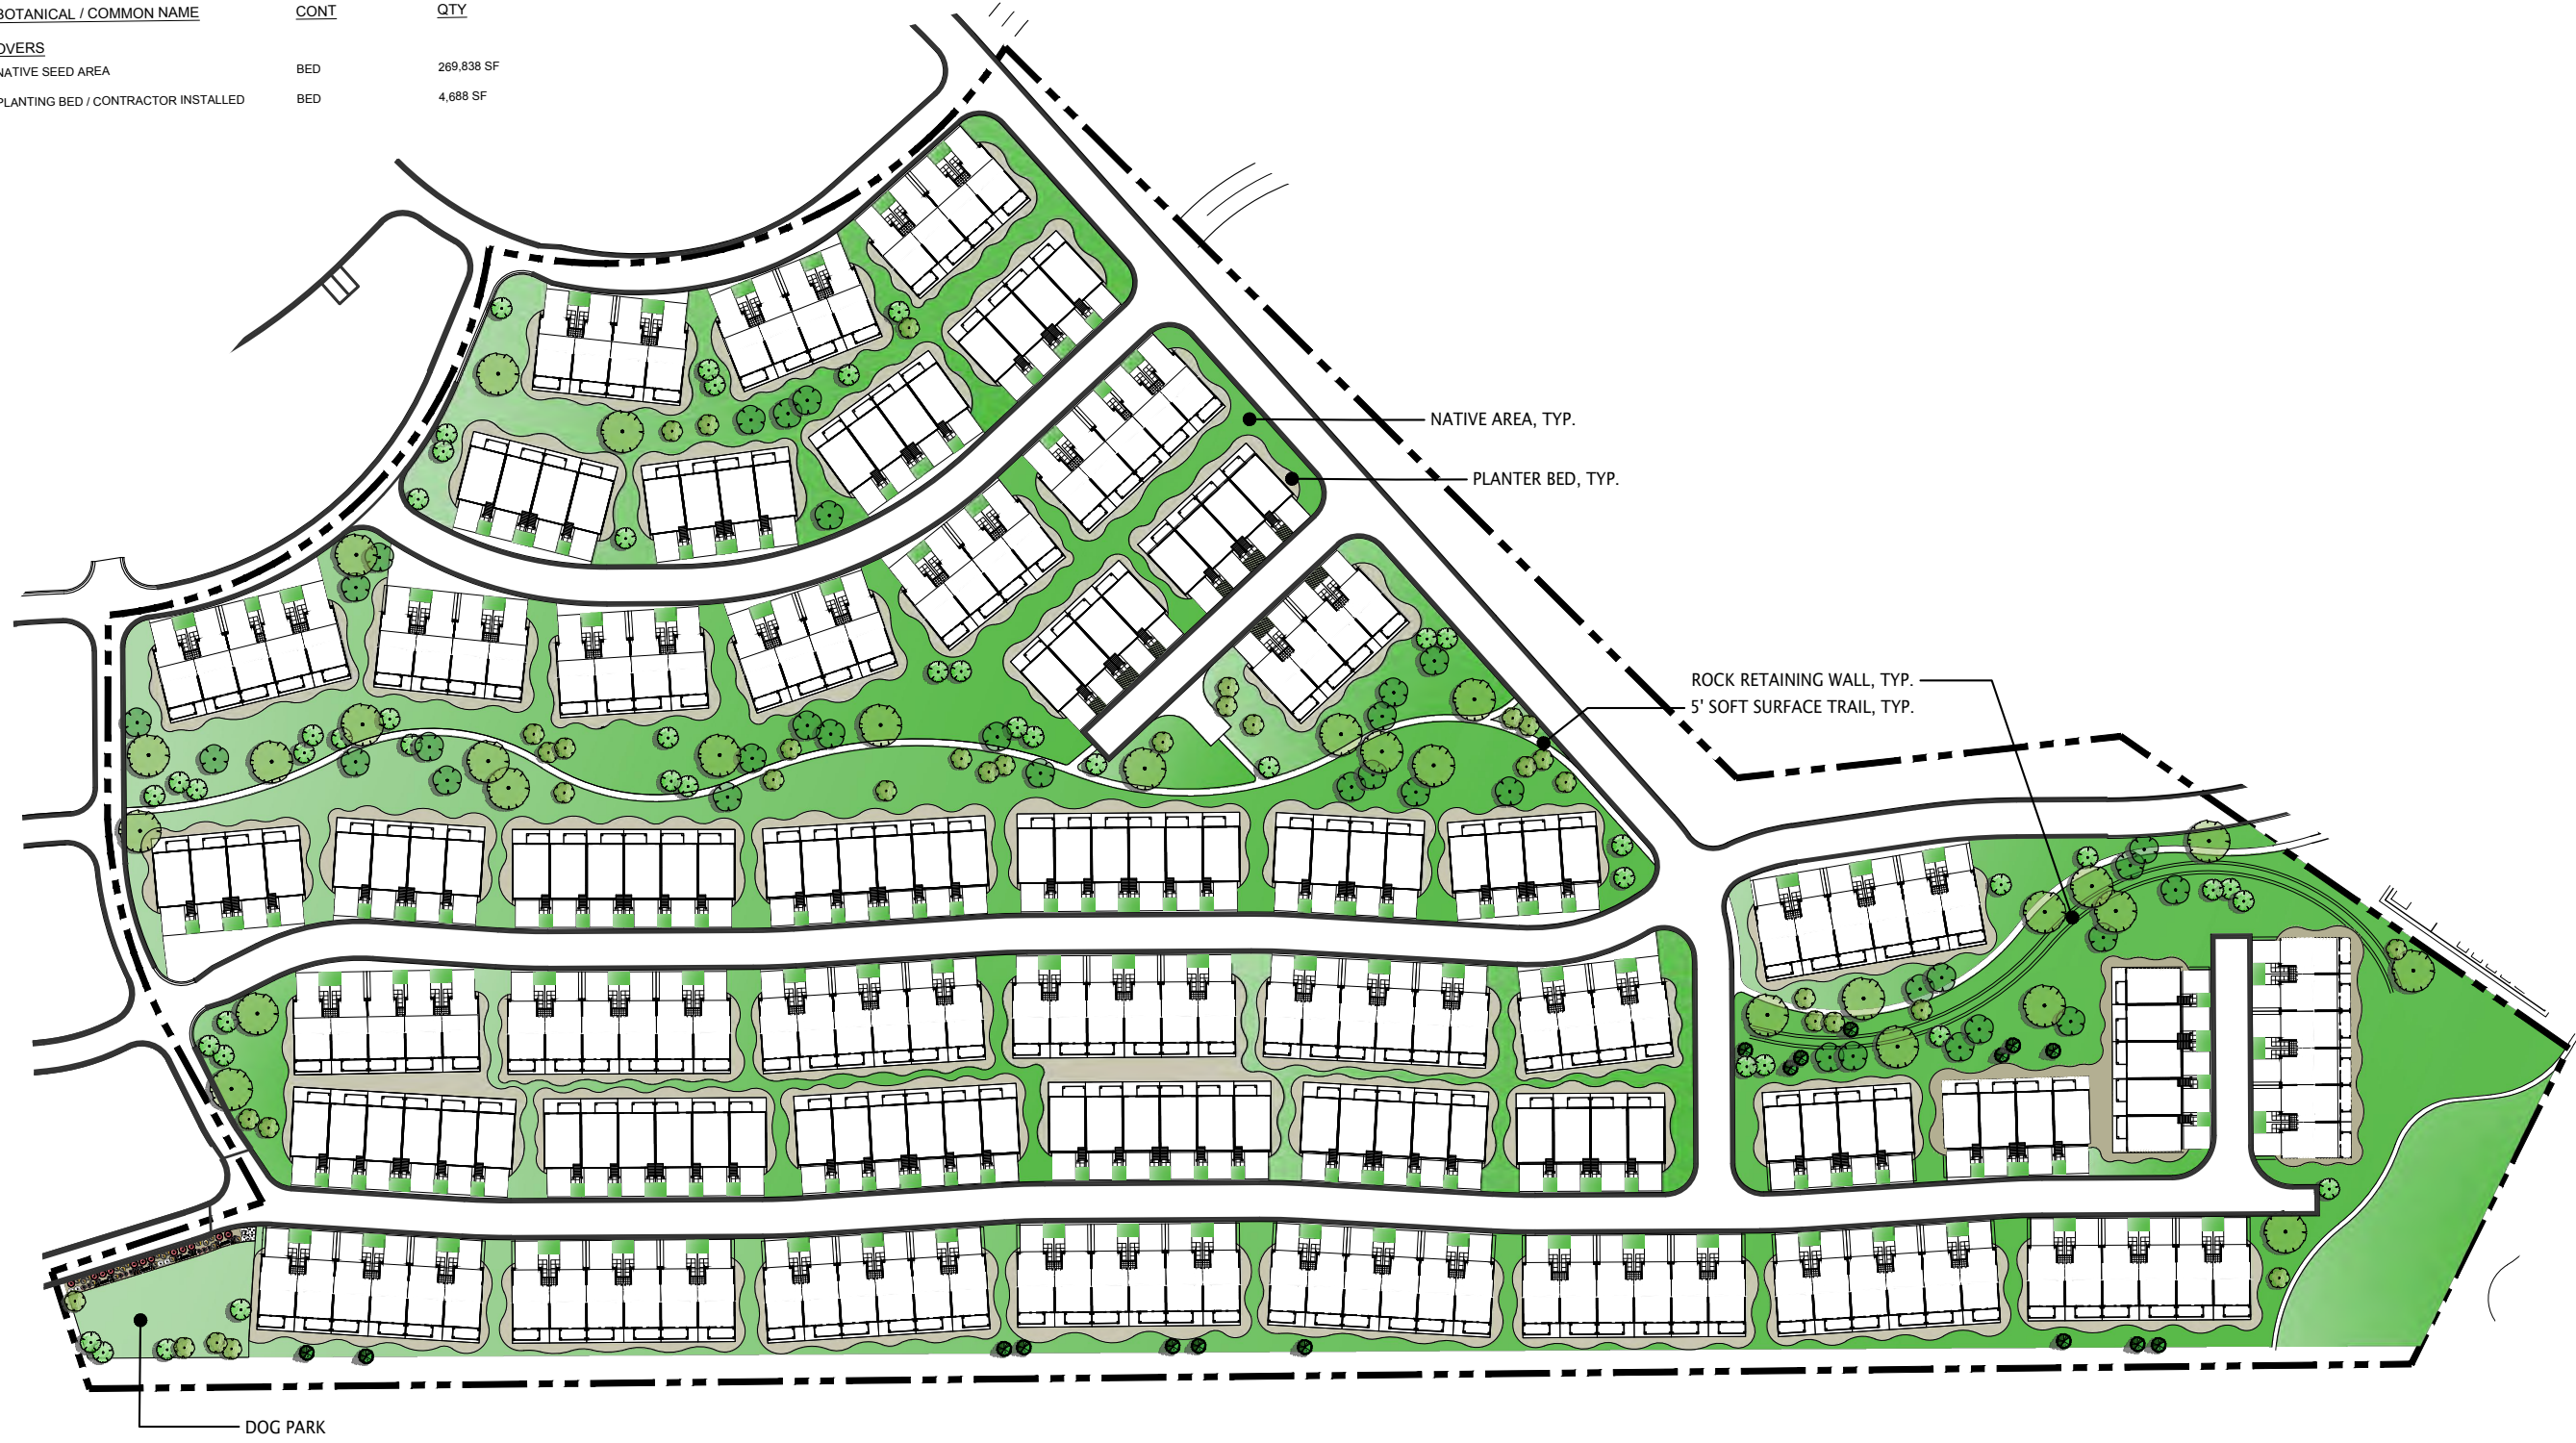 BOTANICAL / COMMON NAME CONT QTY
OVERS
NATIVE SEED AREA BED 269,838 SF
PLANTING BED / CONTRACTOR INSTALLED BED 4,688 SF
NATIVE AREA, TYP.
PLANTER BED, TYP.
ROCK RETAINING WALL, TYP.
5' SOFT SURFACE TRAIL, TYP.
DOG PARK